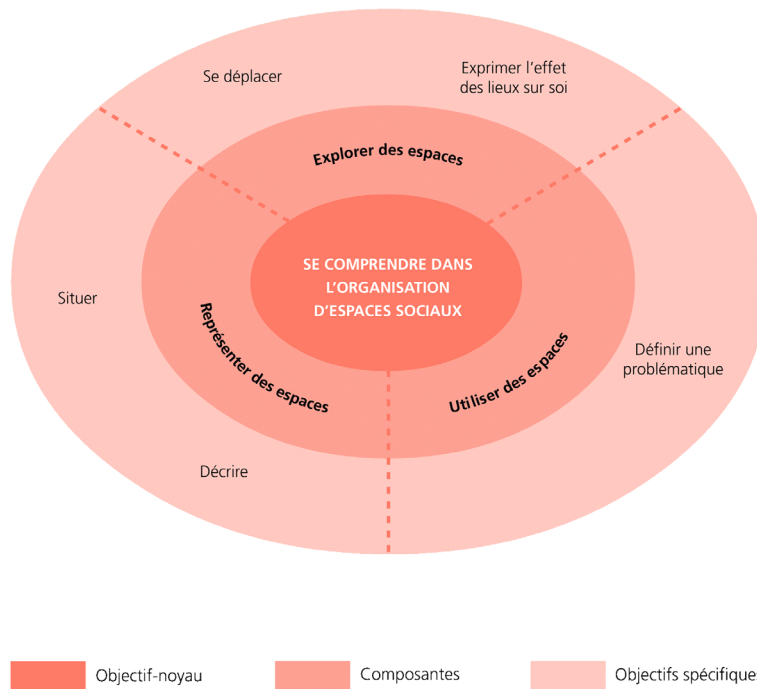 Se déplacer
Exprimer l'effet
des lieux sur soi
Explorer des espaces
SE COMPRENDRE DANS
L'ORGANISATION
D'ESPACES SOCIAUX
Situer
Représenter des espaces
Utiliser des espaces
Définir une
problématique
Décrire
Objectif-noyau
Composantes
Objectifs spécifique